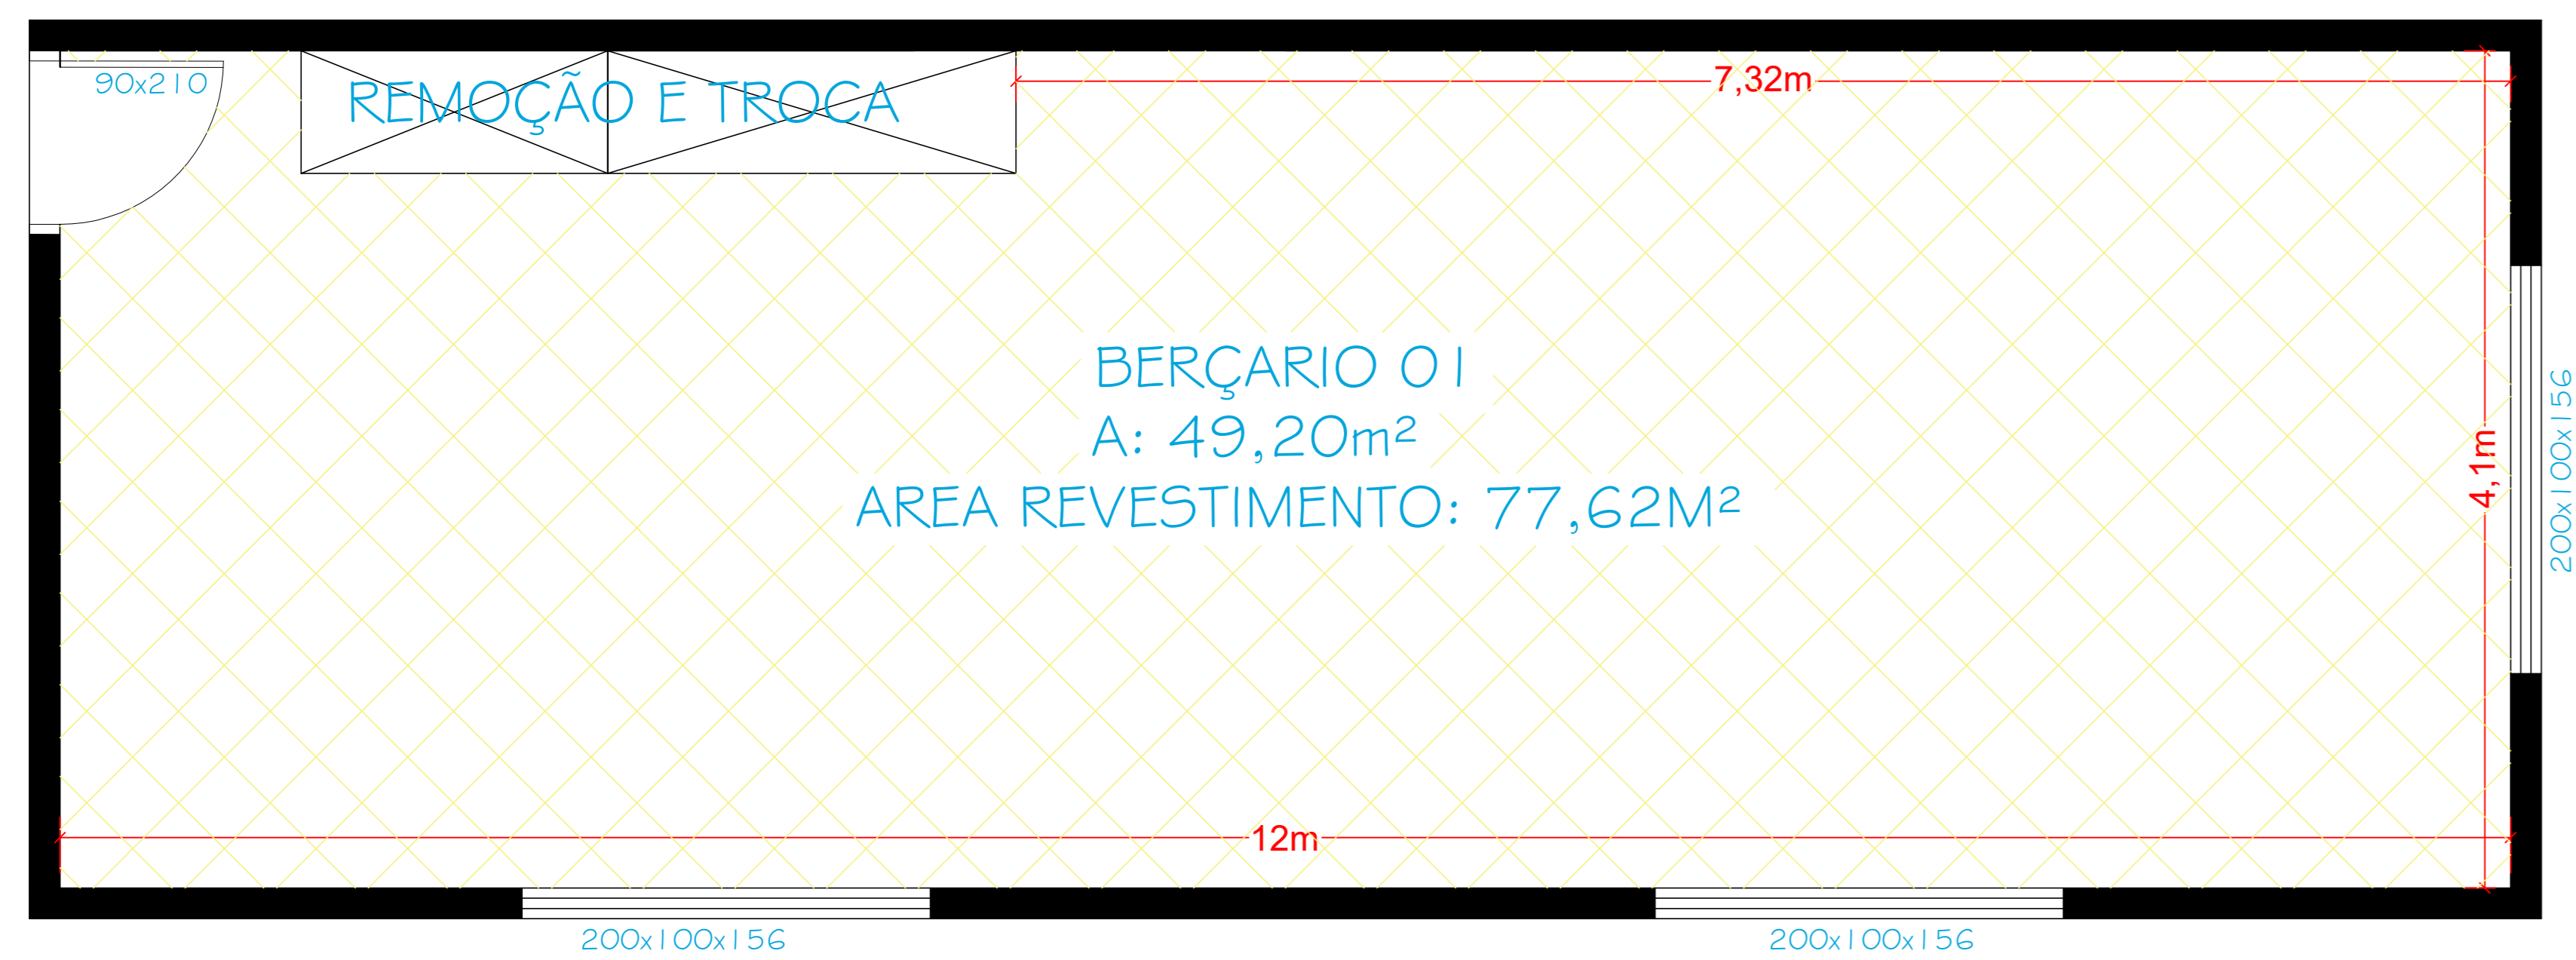 90x210
REMOÇÃO E TROCA
7,32m
BERÇARIO 01
A: 49,20m²
AREA REVESTIMENTO: 77,62M²
4,1m
200x100x156
12m
200x100x156
200x100x156